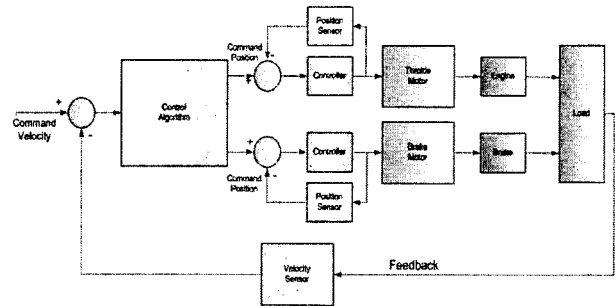 Position
Sensor
Command
Position
-
+
Controller
Throttle
Motor
Engine
+
Command
Velocity
-
Control
Algorithm
Load
+
-
Command
Position
Controller
Brake
Motor
Brake
Position
Sensor
Velocity
Sensor
Feedback